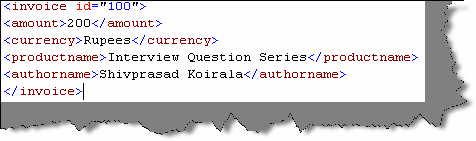 <invoice id="100">
<amount>200</amount>
<currency>Rupees</currency>
<productname>Interview Question Series</productname>
<authorname>Shivprasad Koirala</authorname>
</invoice>